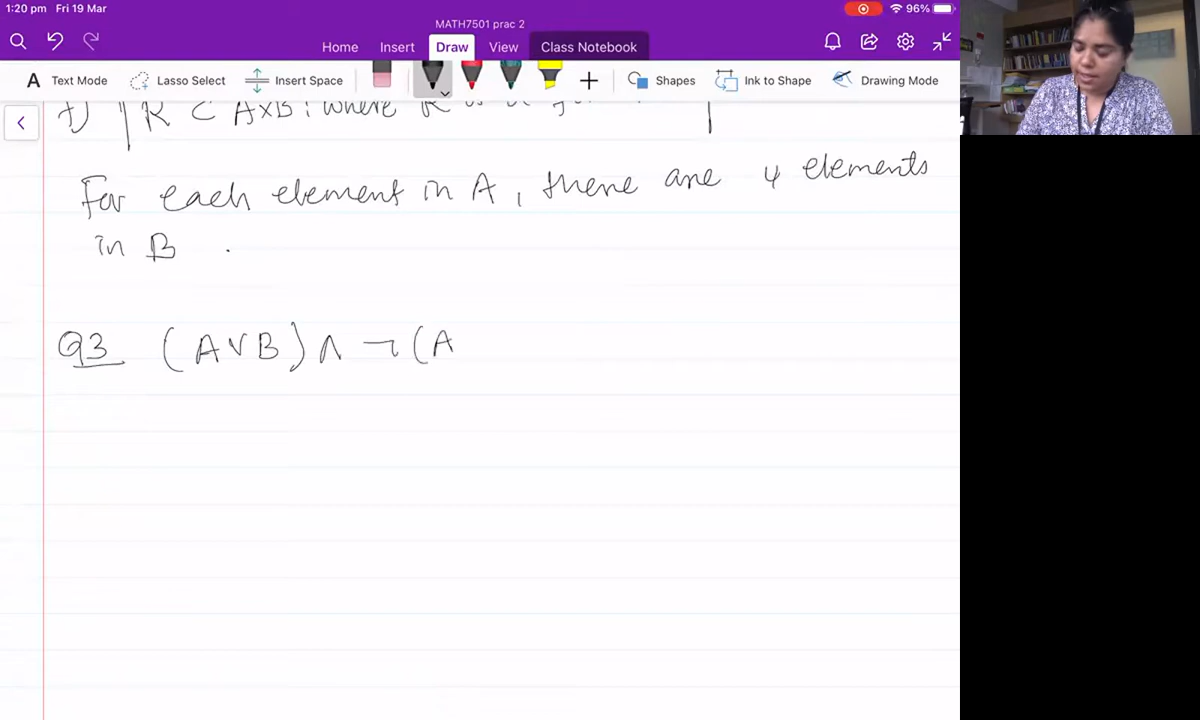 1:20 pm Fri 19 Mar
96%
MATH7501 prac 2
Home Insert Draw View Class Notebook
A Text Mode Lasso Select Insert Space Shapes Ink to Shape Drawing Mode
R ⊂ A×B : where R is a
For each element in A, there are 4 elements
in B .
Q3 (A∨B) ∧ ¬(A